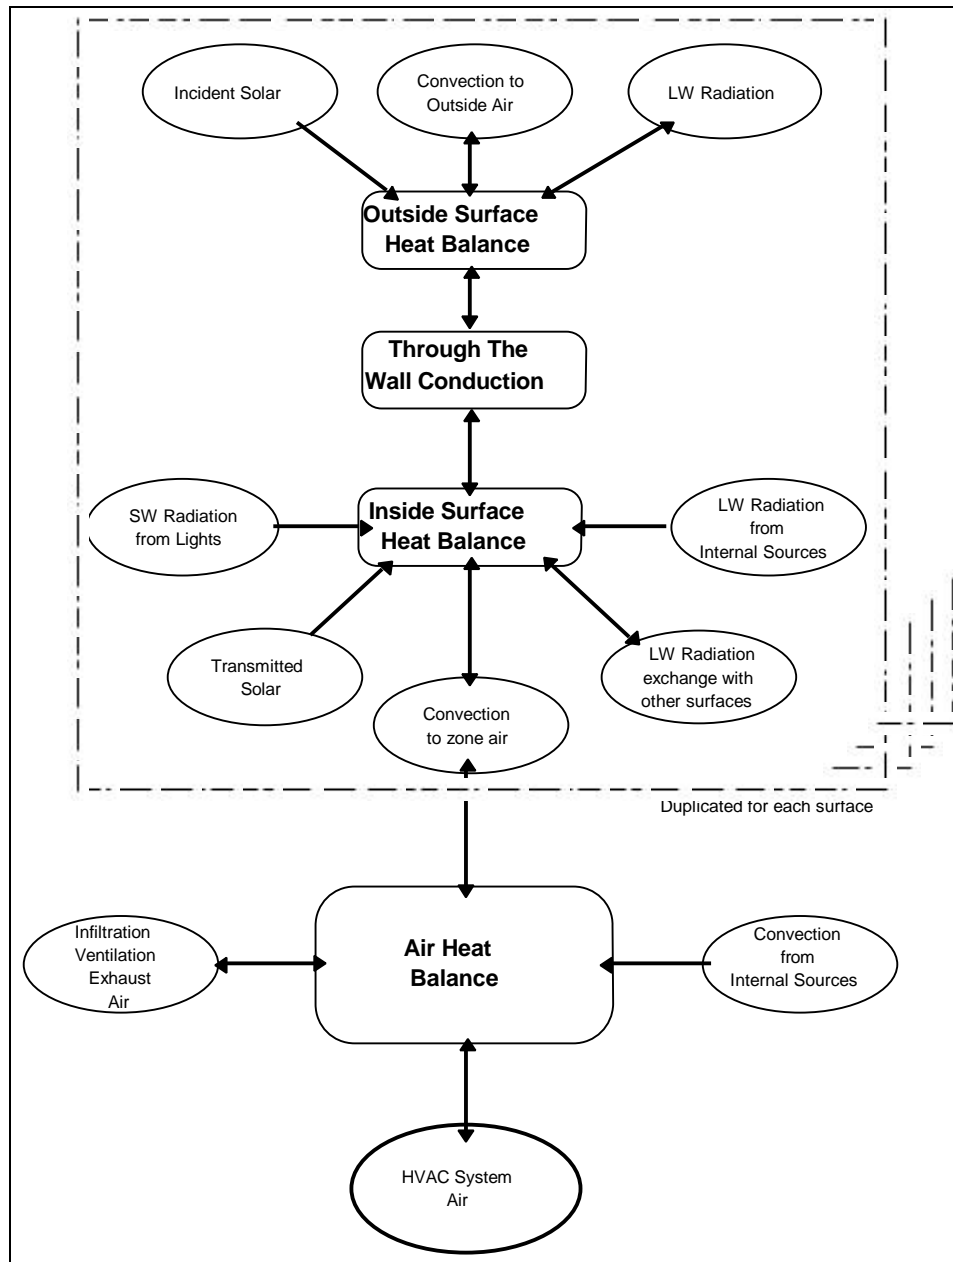 Incident Solar
Convection to
Outside Air
LW Radiation
Outside Surface
Heat Balance
Through The
Wall Conduction
SW Radiation
from Lights
Inside Surface
Heat Balance
LW Radiation
from
Internal Sources
Transmitted
Solar
Convection
to zone air
LW Radiation
exchange with
other surfaces
Duplicated for each surface
Infiltration
Ventilation
Exhaust
Air
Air Heat
Balance
Convection
from
Internal Sources
HVAC System
Air